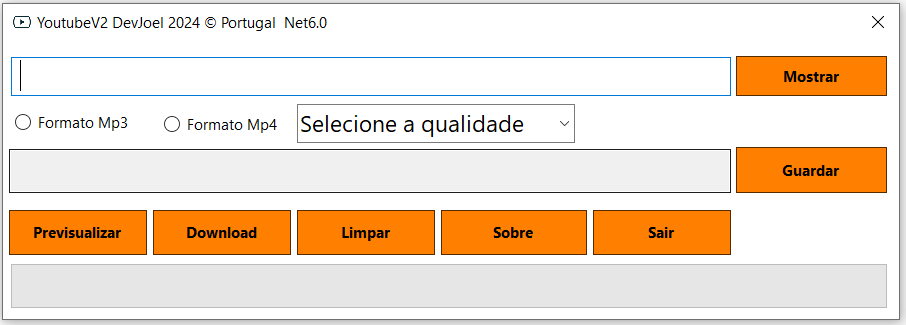 YoutubeV2 DevJoel 2024 © Portugal  Net6.0
Mostrar
Formato Mp3
Formato Mp4
Selecione a qualidade
Guardar
Previsualizar
Download
Limpar
Sobre
Sair